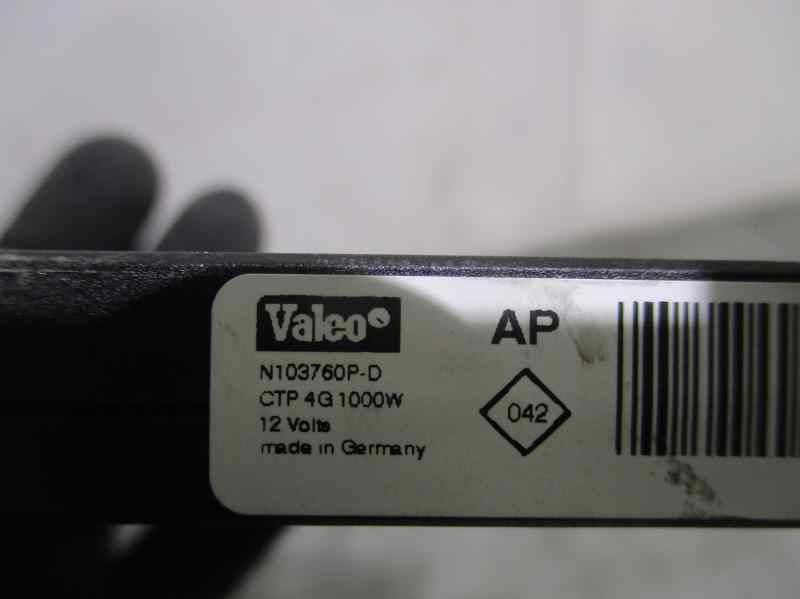 Valeo
AP
N103760P-D
CTP 4G 1000W
12 Volts
made in Germany
042